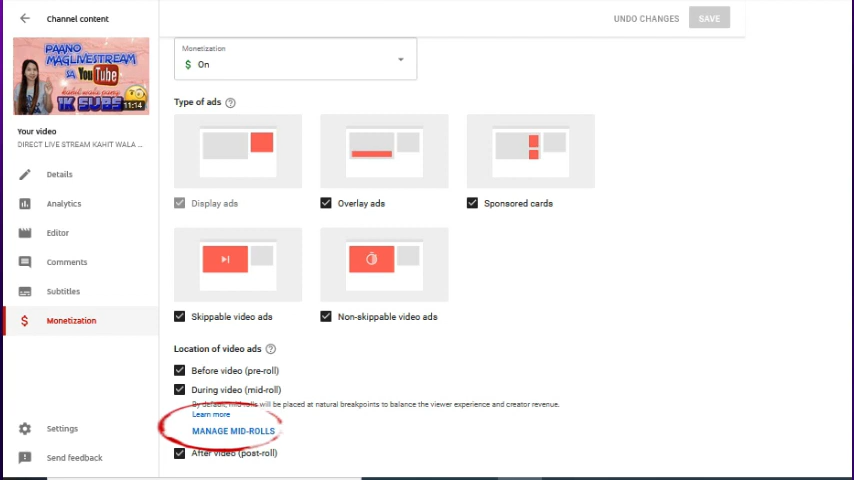 Channel content
UNDO CHANGES
SAVE
PAANO
MAGLIVESTREAM
SA YouTube
kahit wala pang
1K SUBS
11:14
Your video
DIRECT LIVE STREAM KAHIT WALA ...
Details
Analytics
Editor
Comments
Subtitles
$ Monetization
Settings
Send feedback
Monetization
$ On
Type of ads ?
Display ads
Overlay ads
Sponsored cards
Skippable video ads
Non-skippable video ads
Location of video ads ?
Before video (pre-roll)
During video (mid-roll)
By default, mid-rolls will be placed at natural breakpoints to balance the viewer experience and creator revenue.
Learn more
MANAGE MID-ROLLS
After video (post-roll)